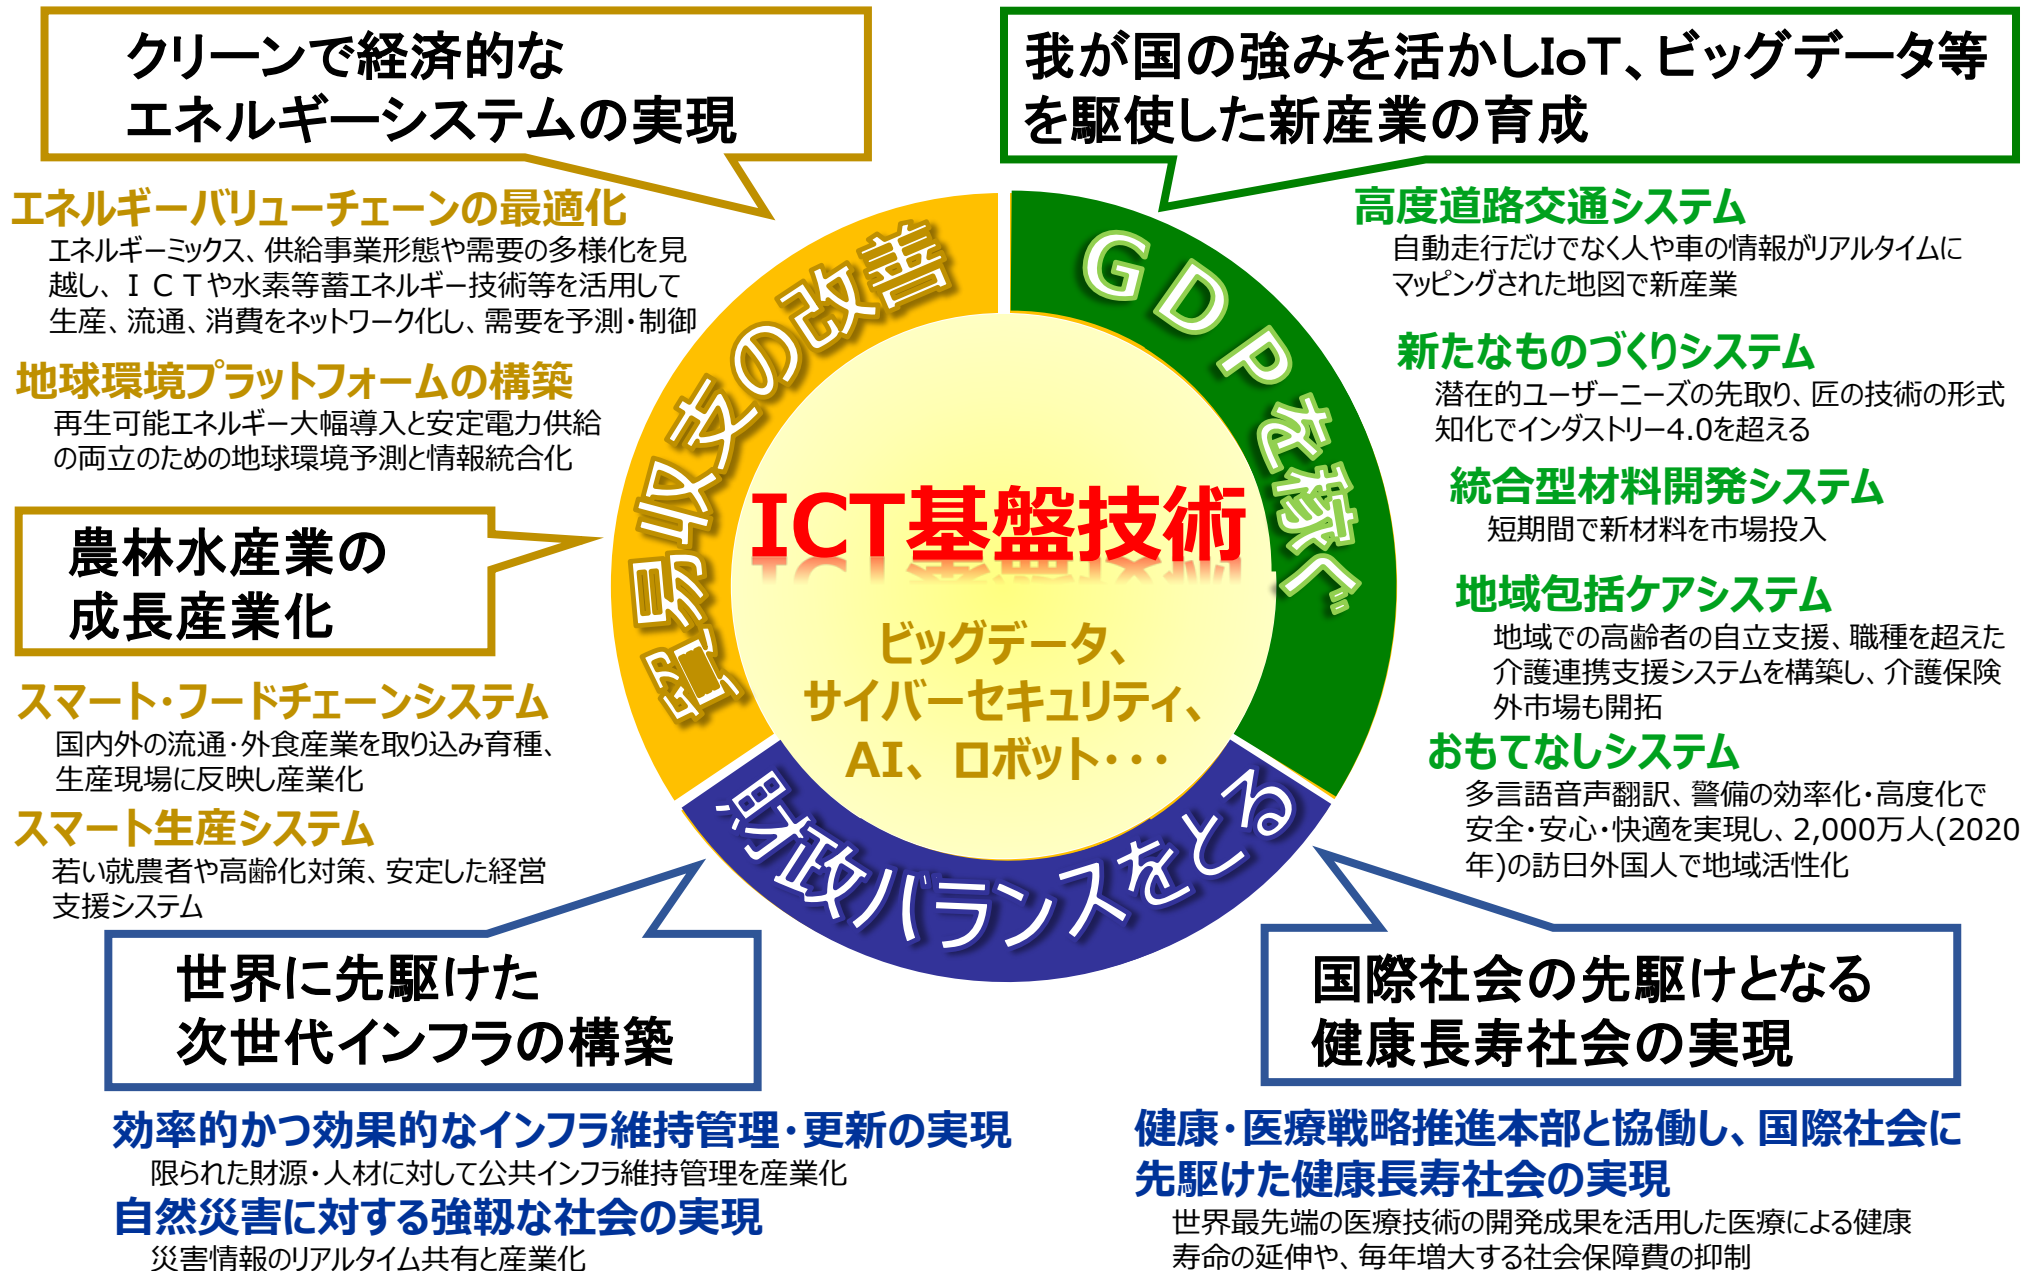 クリーンで経済的な
エネルギーシステムの実現
エネルギーバリューチェーンの最適化
エネルギーミックス、供給事業形態や需要の多様化を見
越し、ＩＣＴや水素等蓄エネルギー技術等を活用して
生産、流通、消費をネットワーク化し、需要を予測・制御
地球環境プラットフォームの構築
再生可能エネルギー大幅導入と安定電力供給
の両立のための地球環境予測と情報統合化
農林水産業の
成長産業化
スマート・フードチェーンシステム
国内外の流通・外食産業を取り込み育種、
生産現場に反映し産業化
スマート生産システム
若い就農者や高齢化対策、安定した経営
支援システム
我が国の強みを活かしIoT、ビッグデータ等
を駆使した新産業の育成
高度道路交通システム
自動走行だけでなく人や車の情報がリアルタイムに
マッピングされた地図で新産業
新たなものづくりシステム
潜在的ユーザーニーズの先取り、匠の技術の形式
知化でインダストリー4.0を超える
統合型材料開発システム
短期間で新材料を市場投入
地域包括ケアシステム
地域での高齢者の自立支援、職種を超えた
介護連携支援システムを構築し、介護保険
外市場も開拓
おもてなしシステム
多言語音声翻訳、警備の効率化・高度化で
安全・安心・快適を実現し、2,000万人(2020
年)の訪日外国人で地域活性化
貿易収支の改善
GDPを稼ぐ
財政バランスをとる
ICT基盤技術
ビッグデータ、
サイバーセキュリティ、
AI、ロボット・・・
世界に先駆けた
次世代インフラの構築
効率的かつ効果的なインフラ維持管理・更新の実現
限られた財源・人材に対して公共インフラ維持管理を産業化
自然災害に対する強靱な社会の実現
災害情報のリアルタイム共有と産業化
国際社会の先駆けとなる
健康長寿社会の実現
健康・医療戦略推進本部と協働し、国際社会に
先駆けた健康長寿社会の実現
世界最先端の医療技術の開発成果を活用した医療による健康
寿命の延伸や、毎年増大する社会保障費の抑制